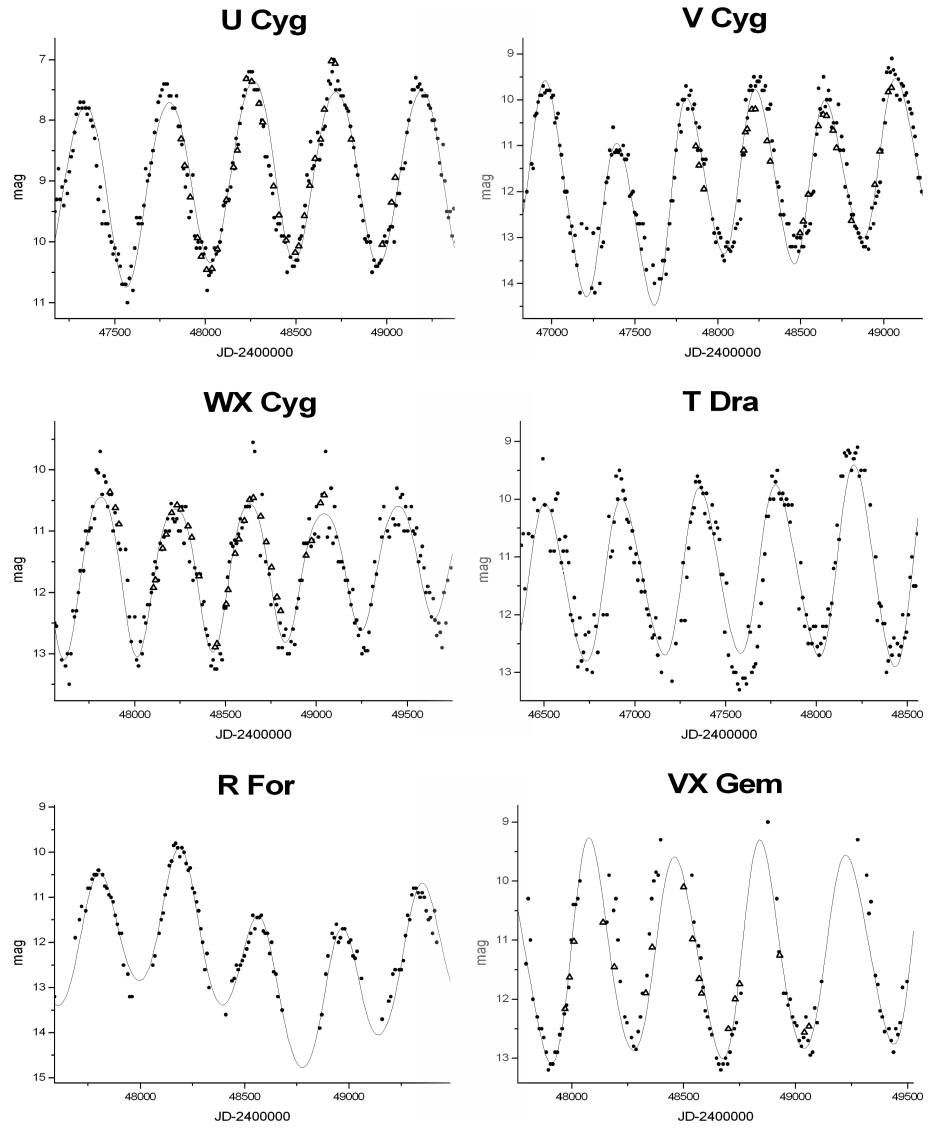 U Cyg
7
8
9
10
11
mag
47500 48000 48500 49000
JD-2400000
V Cyg
9
10
11
12
13
14
mag
47000 47500 48000 48500 49000
JD-2400000
WX Cyg
10
11
12
13
mag
48000 48500 49000 49500
JD-2400000
T Dra
9
10
11
12
13
mag
46500 47000 47500 48000 48500
JD-2400000
R For
9
10
11
12
13
14
15
mag
48000 48500 49000
JD-2400000
VX Gem
9
10
11
12
13
mag
48000 48500 49000 49500
JD-2400000